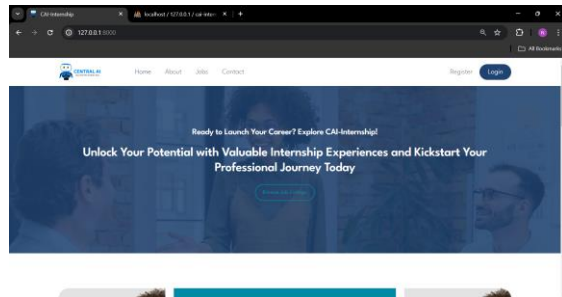 CAI Internship
localhost / 127.0.0.1 / cai-intern
127.0.0.1:8000
All Bookmarks
CENTRAL AI
Home About Jobs Contact
Register Login
Ready to Launch Your Career? Explore CAI-Internship!
Unlock Your Potential with Valuable Internship Experiences and Kickstart Your
Professional Journey Today